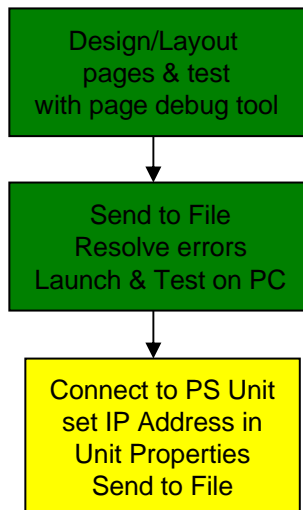 Design/Layout
pages & test
with page debug tool
Send to File
Resolve errors
Launch & Test on PC
Connect to PS Unit
set IP Address in
Unit Properties
Send to File